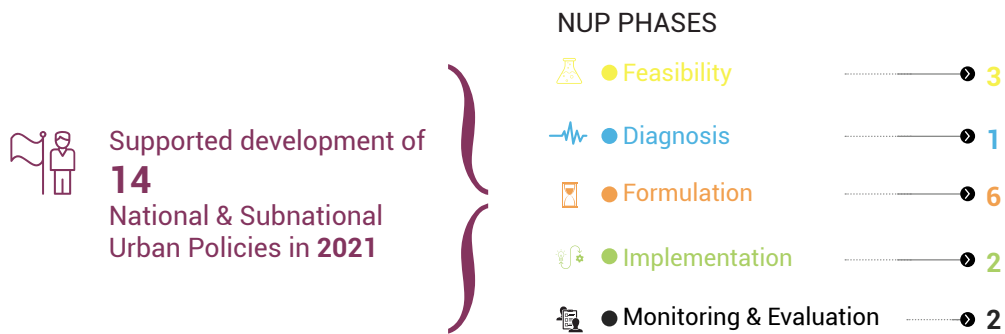 Supported development of
14
National & Subnational
Urban Policies in 2021
NUP PHASES
Feasibility 3
Diagnosis 1
Formulation 6
Implementation 2
Monitoring & Evaluation 2